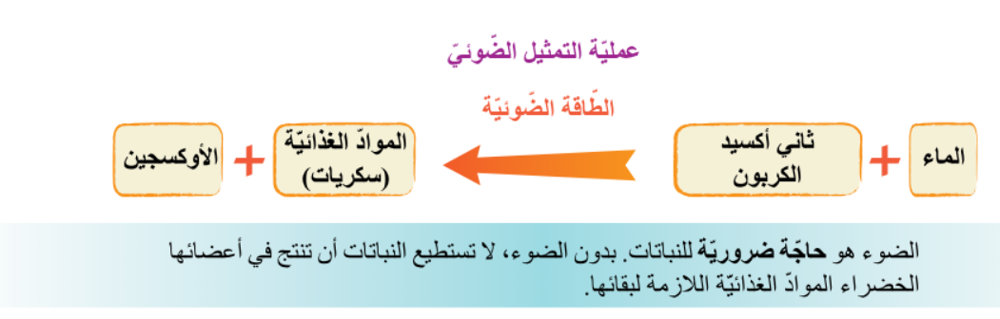 عمليّة التمثيل الضّوئيّ
الطّاقة الضّوئيّة
الماء + ثاني أكسيد الكربون
الموادّ الغذائيّة (سكريات) + الأوكسجين
الضوء هو حاجّة ضروريّة للنباتات. بدون الضوء، لا تستطيع النباتات أن تنتج في أعضائها
الخضراء الموادّ الغذائيّة اللازمة لبقائها.